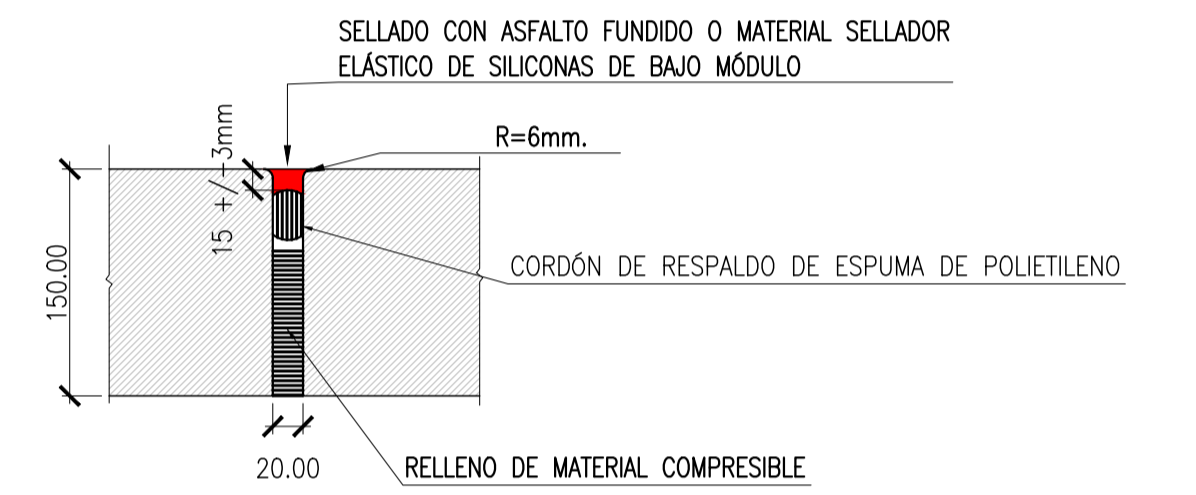 SELLADO CON ASFALTO FUNDIDO O MATERIAL SELLADOR
ELÁSTICO DE SILICONAS DE BAJO MÓDULO
R=6mm.
15 +/-3mm
150.00
CORDÓN DE RESPALDO DE ESPUMA DE POLIETILENO
20.00
RELLENO DE MATERIAL COMPRESIBLE